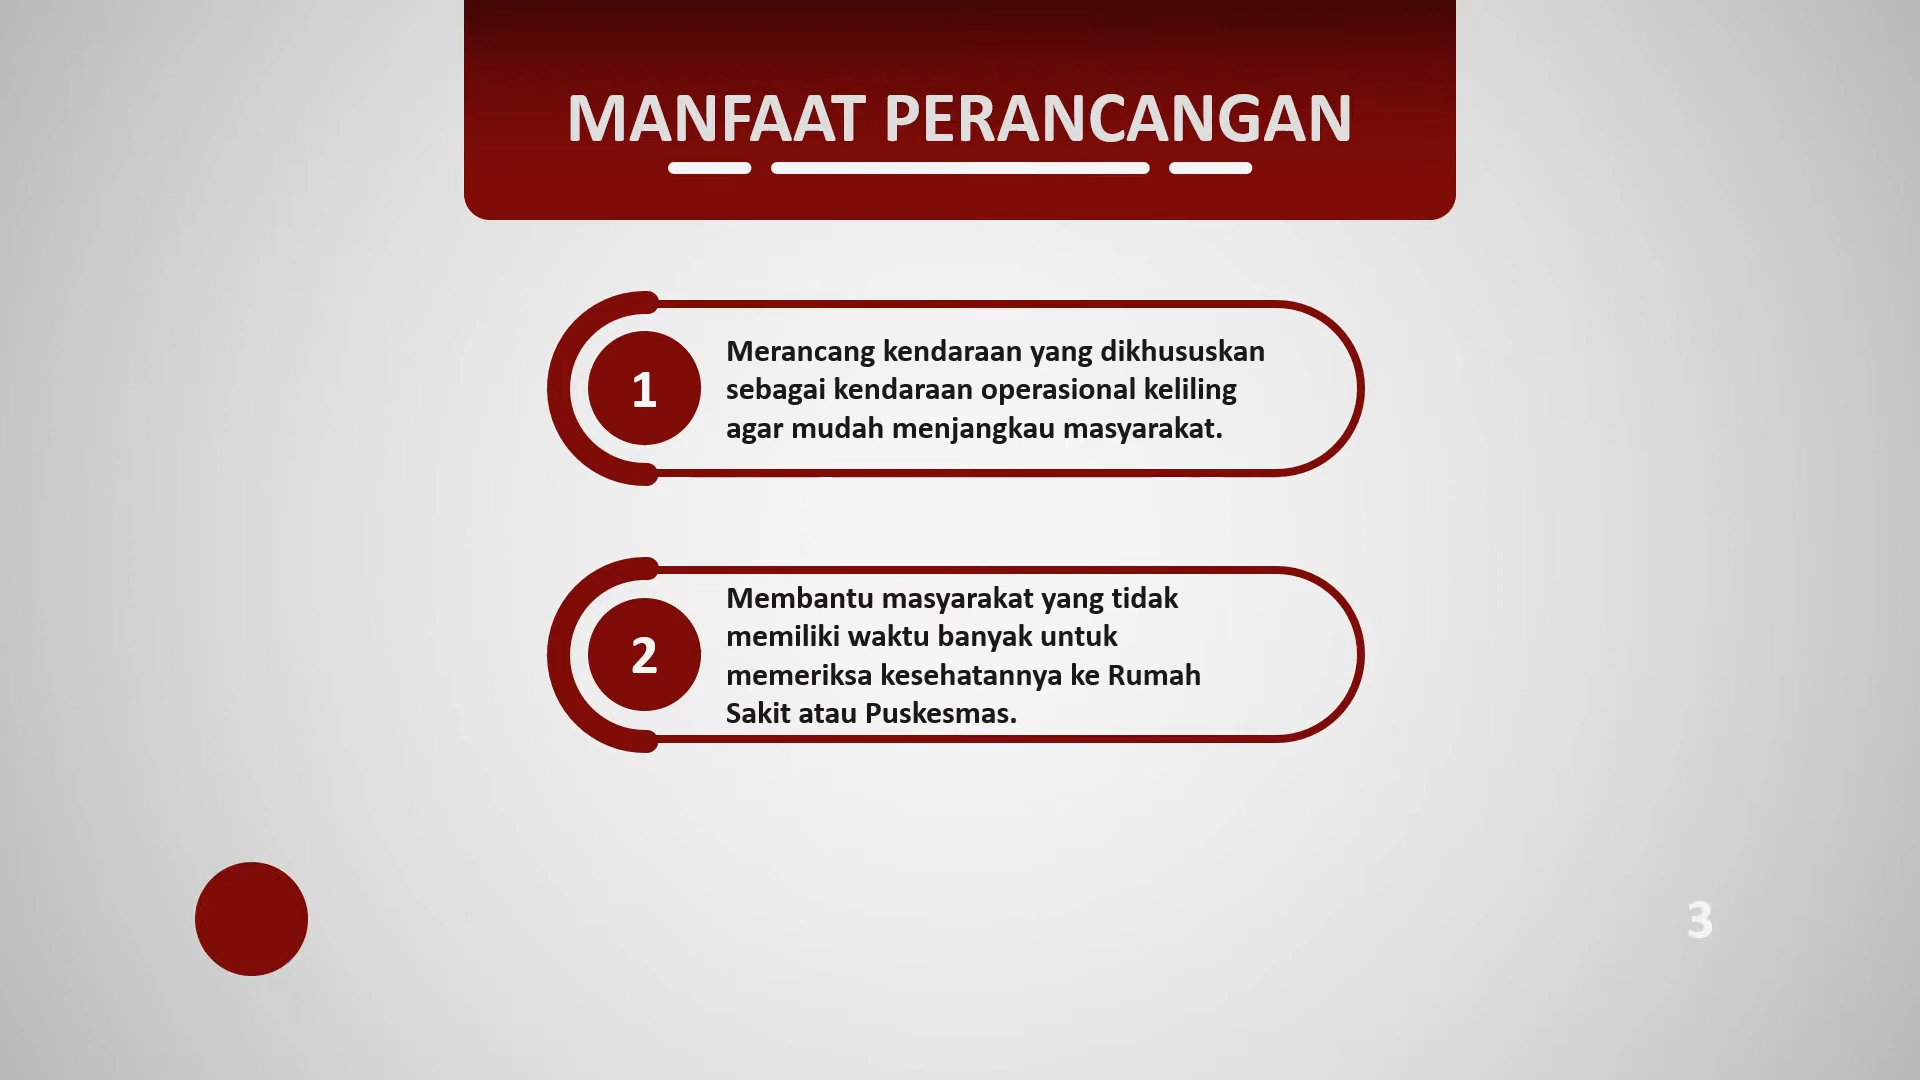 MANFAAT PERANCANGAN
1
Merancang kendaraan yang dikhususkan
sebagai kendaraan operasional keliling
agar mudah menjangkau masyarakat.
2
Membantu masyarakat yang tidak
memiliki waktu banyak untuk
memeriksa kesehatannya ke Rumah
Sakit atau Puskesmas.
3